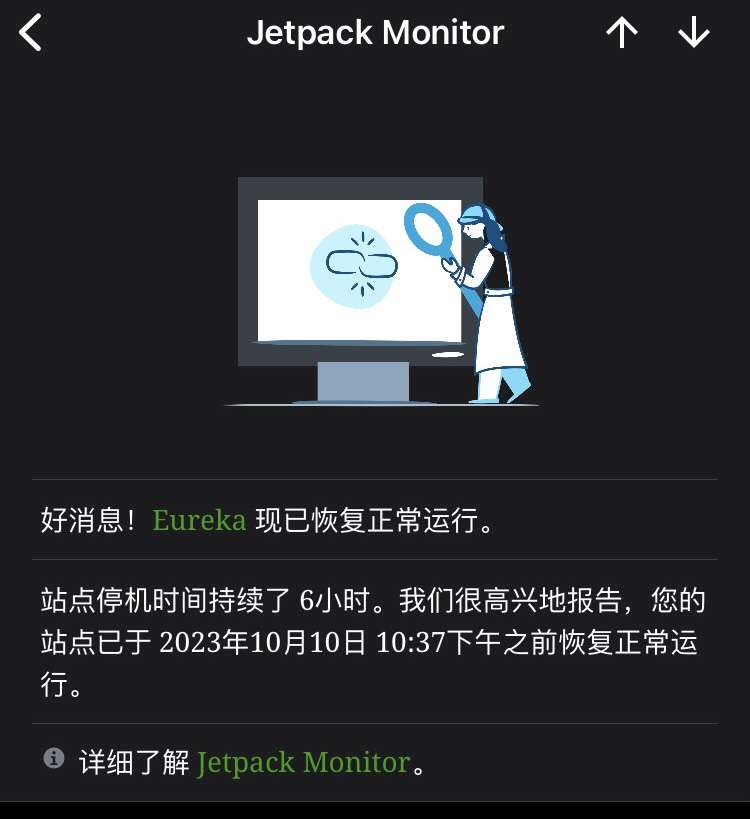 Jetpack Monitor
好消息！Eureka 现已恢复正常运行。
站点停机时间持续了 6小时。我们很高兴地报告，您的
站点已于 2023年10月10日 10:37下午之前恢复正常运
行。
详细了解 Jetpack Monitor。